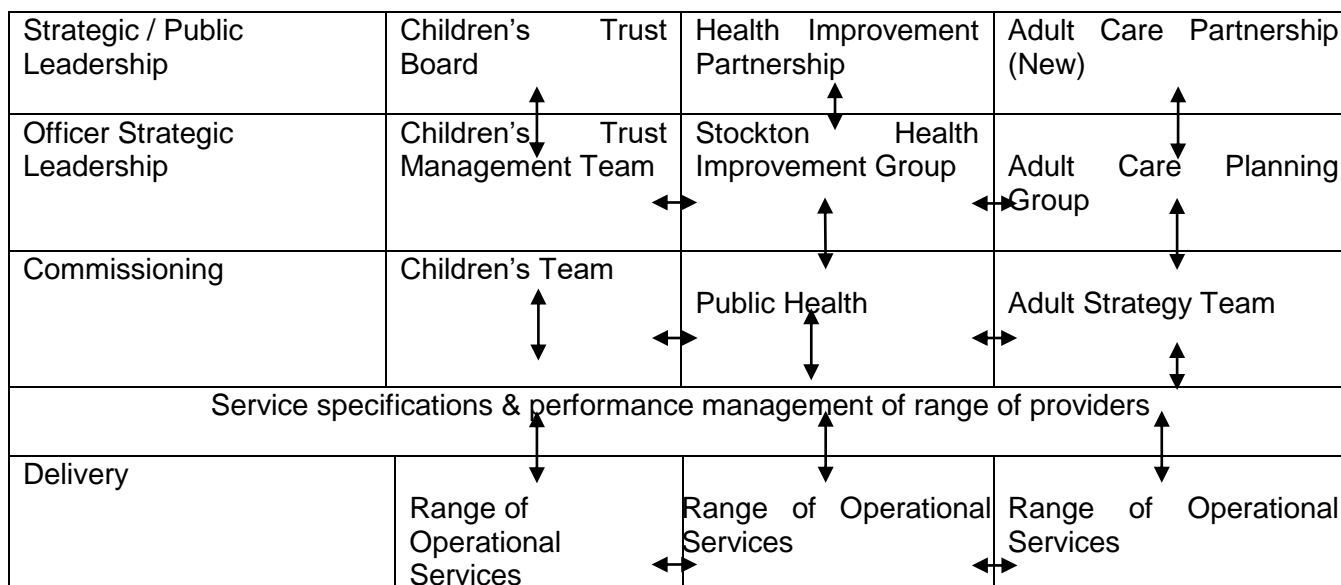 Strategic / Public
Leadership
Children’s Trust
Board
Health Improvement
Partnership
Adult Care Partnership
(New)
Officer Strategic
Leadership
Children’s Trust
Management Team
Stockton Health
Improvement Group
Adult Care Planning
Group
Commissioning
Children’s Team
Public Health
Adult Strategy Team
Service specifications & performance management of range of providers
Delivery
Range of
Operational
Services
Range of Operational
Services
Range of Operational
Services